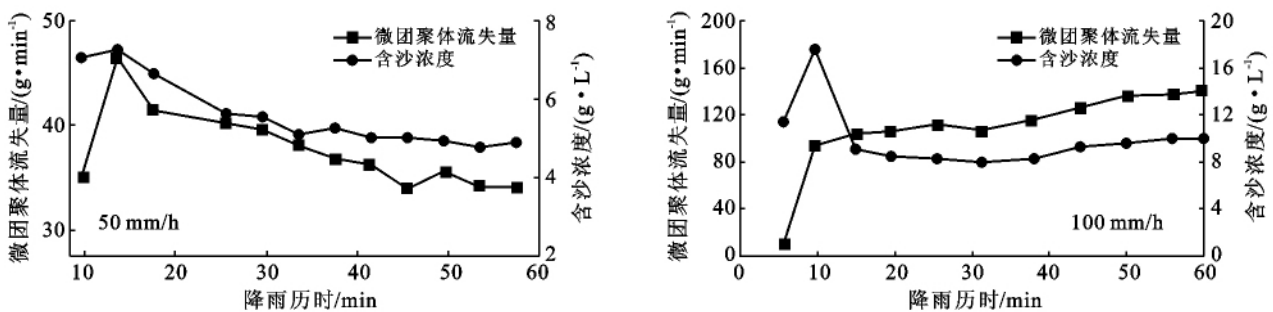 微团聚体流失量/(g·min⁻¹)
50
40
30
微团聚体流失量
含沙浓度
50 mm/h
8
6
4
2
含沙浓度/(g·L⁻¹)
10 20 30 40 50 60
降雨历时/min
微团聚体流失量/(g·min⁻¹)
200
160
120
80
40
0
微团聚体流失量
含沙浓度
100 mm/h
20
16
12
8
4
0
含沙浓度/(g·L⁻¹)
0 10 20 30 40 50 60
降雨历时/min